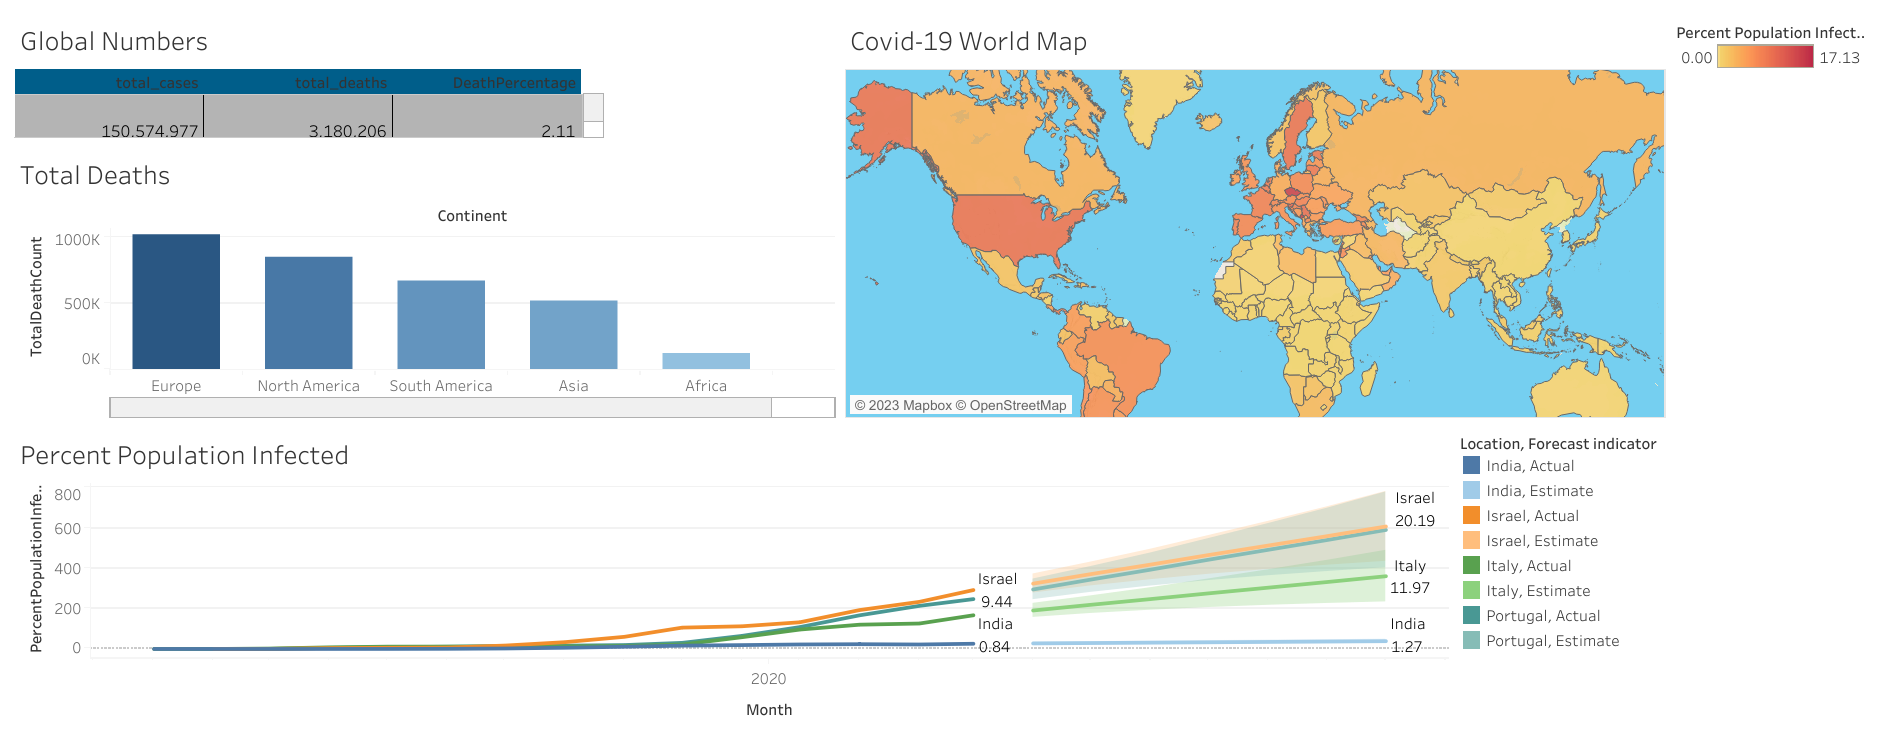 Global Numbers
total_cases total_deaths DeathPercentage
150.574.977 3.180.206 2.11
Total Deaths
Continent
TotalDeathCount
1000K
500K
0K
Europe North America South America Asia Africa
Covid-19 World Map
© 2023 Mapbox © OpenStreetMap
Percent Population Infect..
0.00 17.13
Percent Population Infected
PercentPopulationInfe..
800
600
400
200
0
Israel
9.44
India
0.84
Israel
20.19
Italy
11.97
India
1.27
2020
Month
Location, Forecast indicator
India, Actual
India, Estimate
Israel, Actual
Israel, Estimate
Italy, Actual
Italy, Estimate
Portugal, Actual
Portugal, Estimate